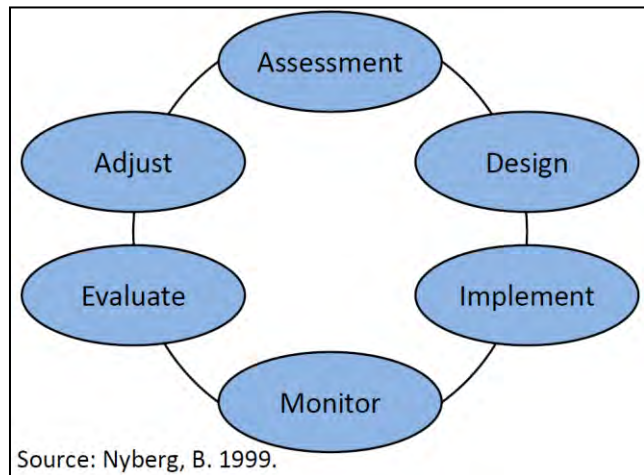 Assessment
Design
Implement
Monitor
Evaluate
Adjust
Source: Nyberg, B. 1999.